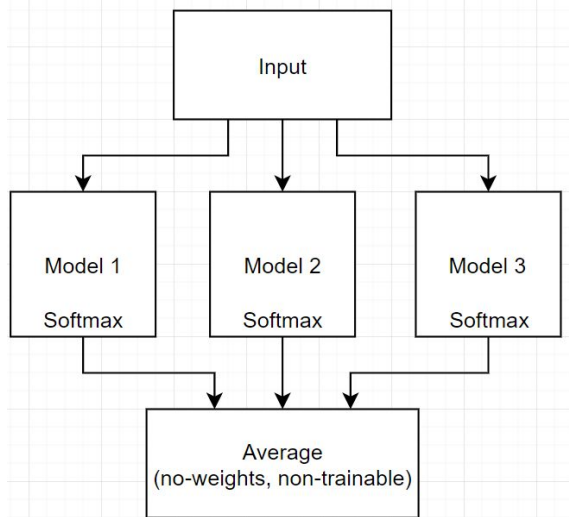 Input
Model 1
Softmax
Model 2
Softmax
Model 3
Softmax
Average
(no-weights, non-trainable)